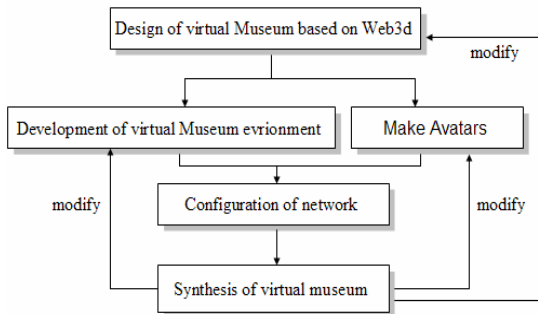 Design of virtual Museum based on Web3d
modify
Development of virtual Museum evrionment
Make Avatars
modify
Configuration of network
modify
Synthesis of virtual museum